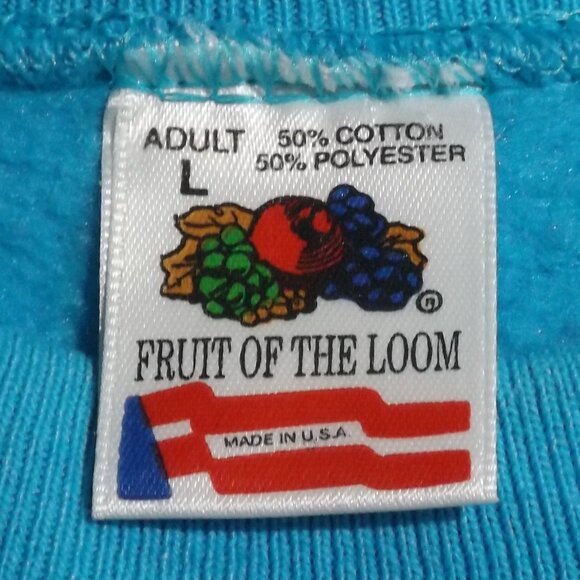 ADULT 50% COTTON
L 50% POLYESTER
®
FRUIT OF THE LOOM
MADE IN U.S.A.